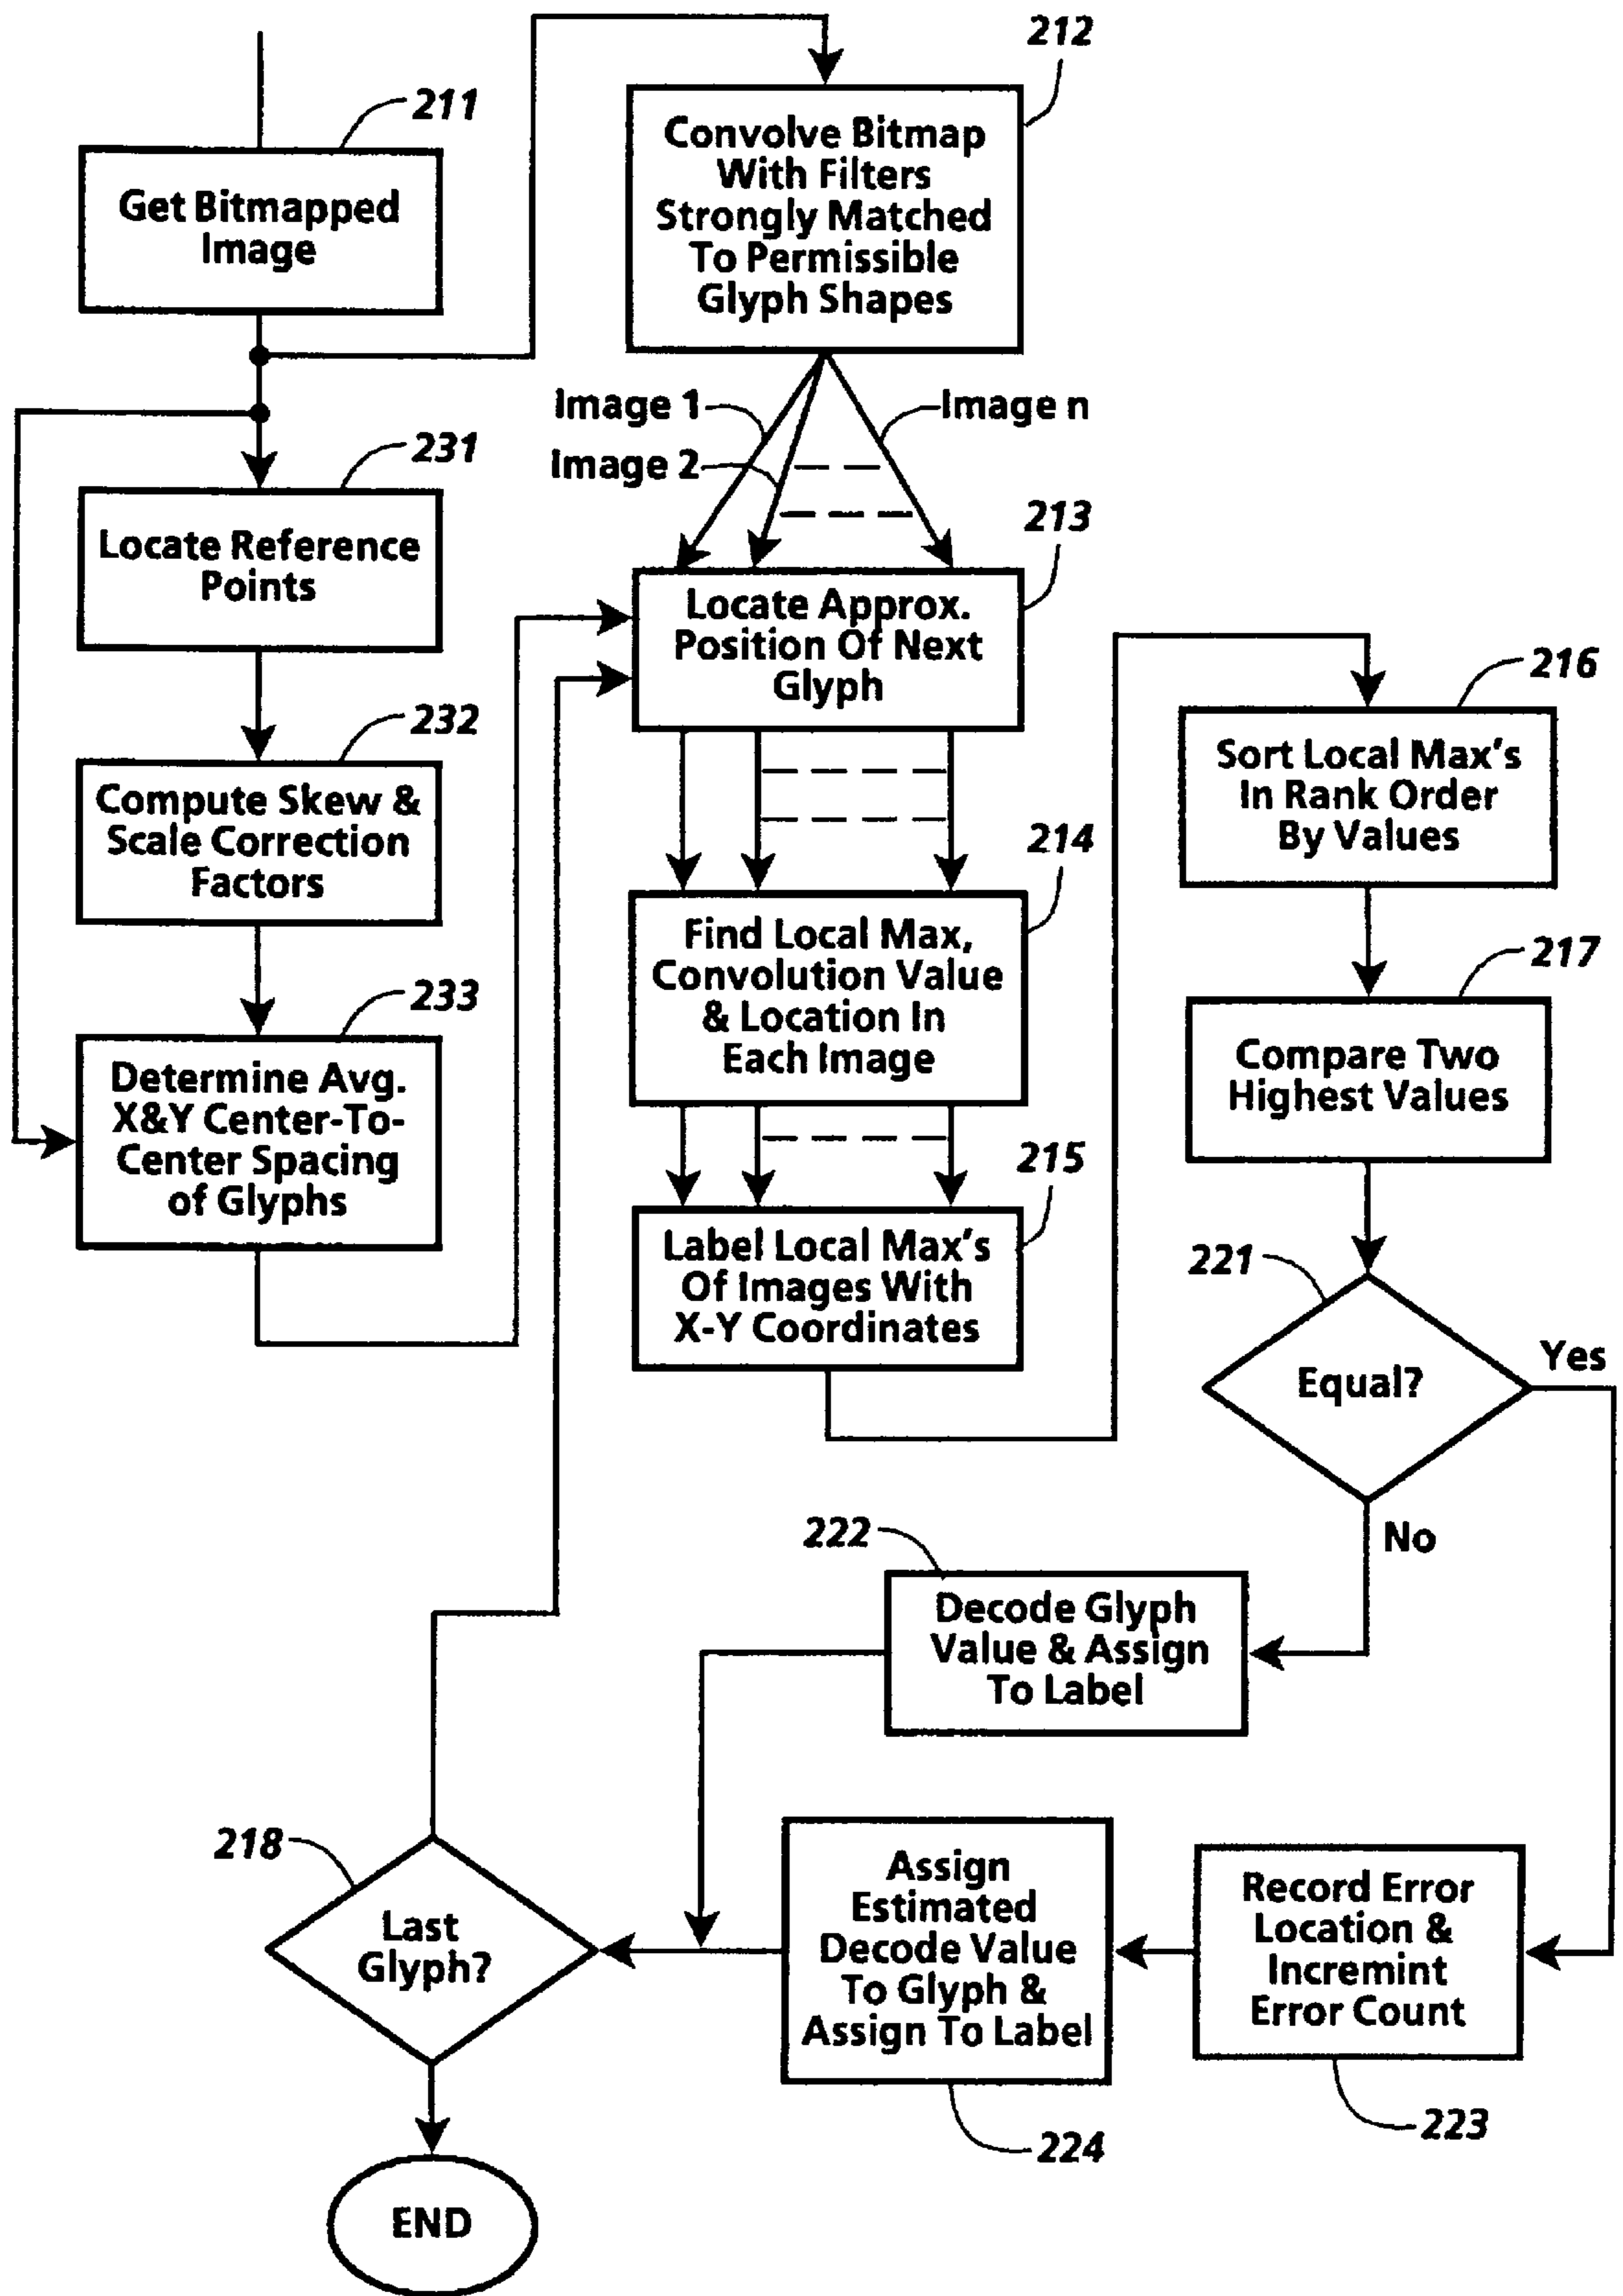 211
Get Bitmapped
Image
231
Locate Reference
Points
232
Compute Skew &
Scale Correction
Factors
233
Determine Avg.
X&Y Center-To-
Center Spacing
of Glyphs
212
Convolve Bitmap
With Filters
Strongly Matched
To Permissible
Glyph Shapes
Image 1
Image n
Image 2
213
Locate Approx.
Position Of Next
Glyph
214
Find Local Max,
Convolution Value
& Location In
Each Image
215
Label Local Max's
Of Images With
X-Y Coordinates
216
Sort Local Max's
In Rank Order
By Values
217
Compare Two
Highest Values
221
Equal?
Yes
No
222
Decode Glyph
Value & Assign
To Label
223
Record Error
Location &
Incremint
Error Count
224
Assign
Estimated
Decode Value
To Glyph &
Assign To Label
218
Last
Glyph?
END